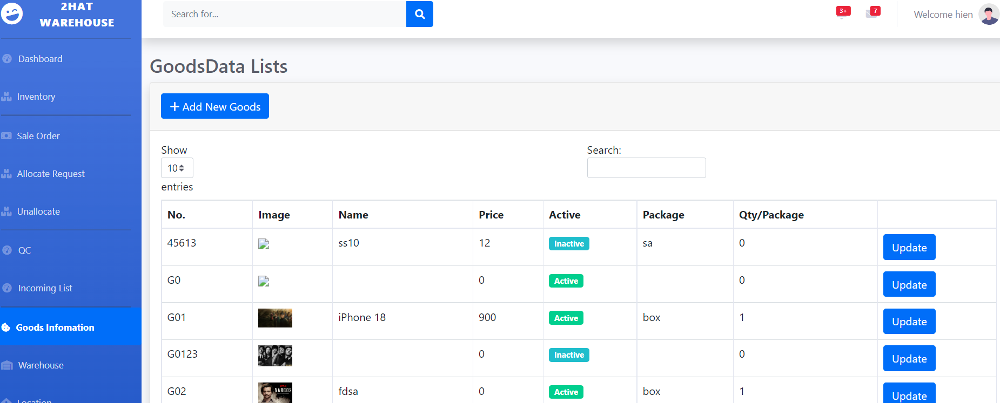 2HAT
WAREHOUSE
Search for...
3+
7
Welcome hien
Dashboard
Inventory
Sale Order
Allocate Request
Unallocate
QC
Incoming List
Goods Infomation
Warehouse
Location
GoodsData Lists
Add New Goods
Show
10
entries
Search:
No. Image Name Price Active Package Qty/Package
45613 ss10 12 Inactive sa 0 Update
G0 0 Active 0 Update
G01 iPhone 18 900 Active box 1 Update
G0123 0 Inactive 0 Update
G02 NARCOS fdsa 0 Active box 1 Update